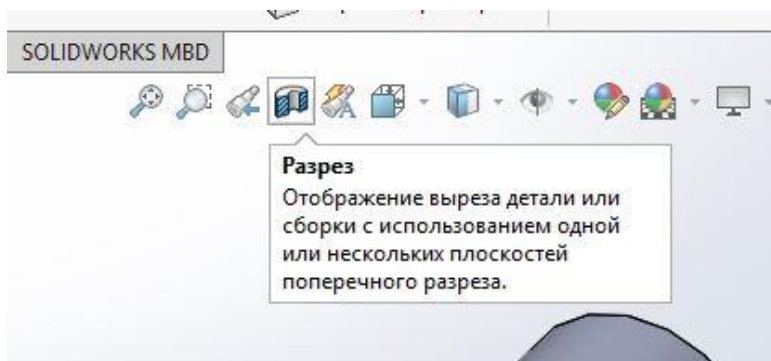 SOLIDWORKS MBD
Разрез
Отображение выреза детали или
сборки с использованием одной
или нескольких плоскостей
поперечного разреза.